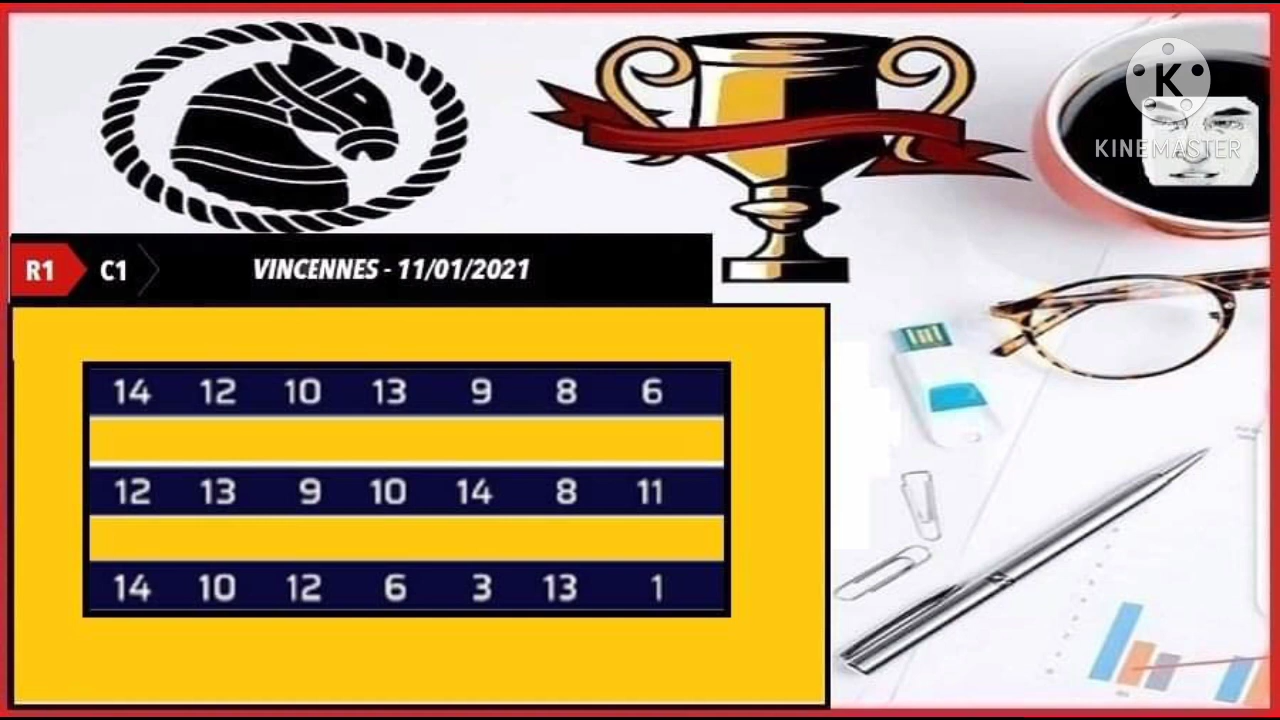 K
KINEMASTER
R1 C1 VINCENNES - 11/01/2021
14 12 10 13 9 8 6
12 13 9 10 14 8 11
14 10 12 6 3 13 1